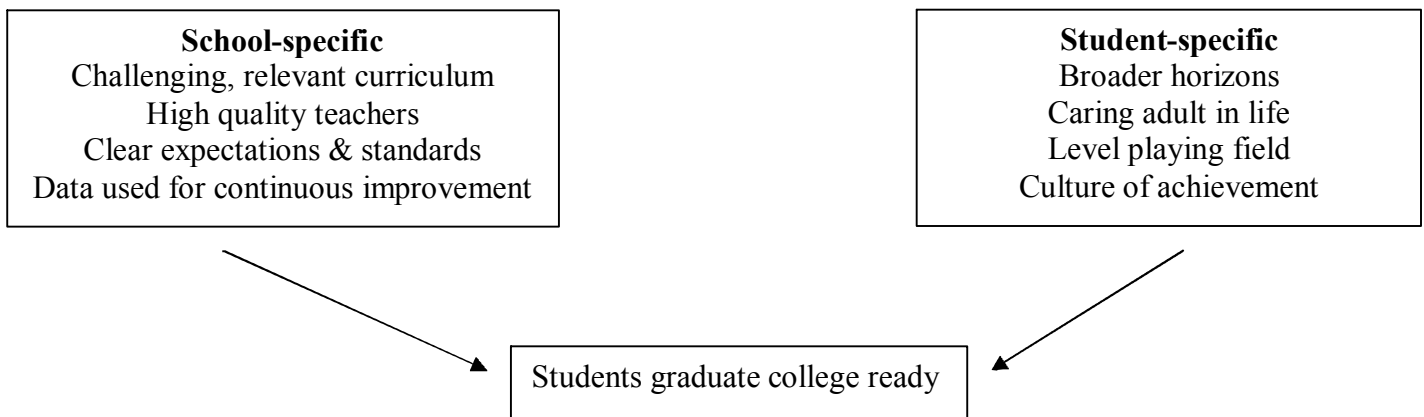 School-specific
Challenging, relevant curriculum
High quality teachers
Clear expectations & standards
Data used for continuous improvement
Student-specific
Broader horizons
Caring adult in life
Level playing field
Culture of achievement
Students graduate college ready